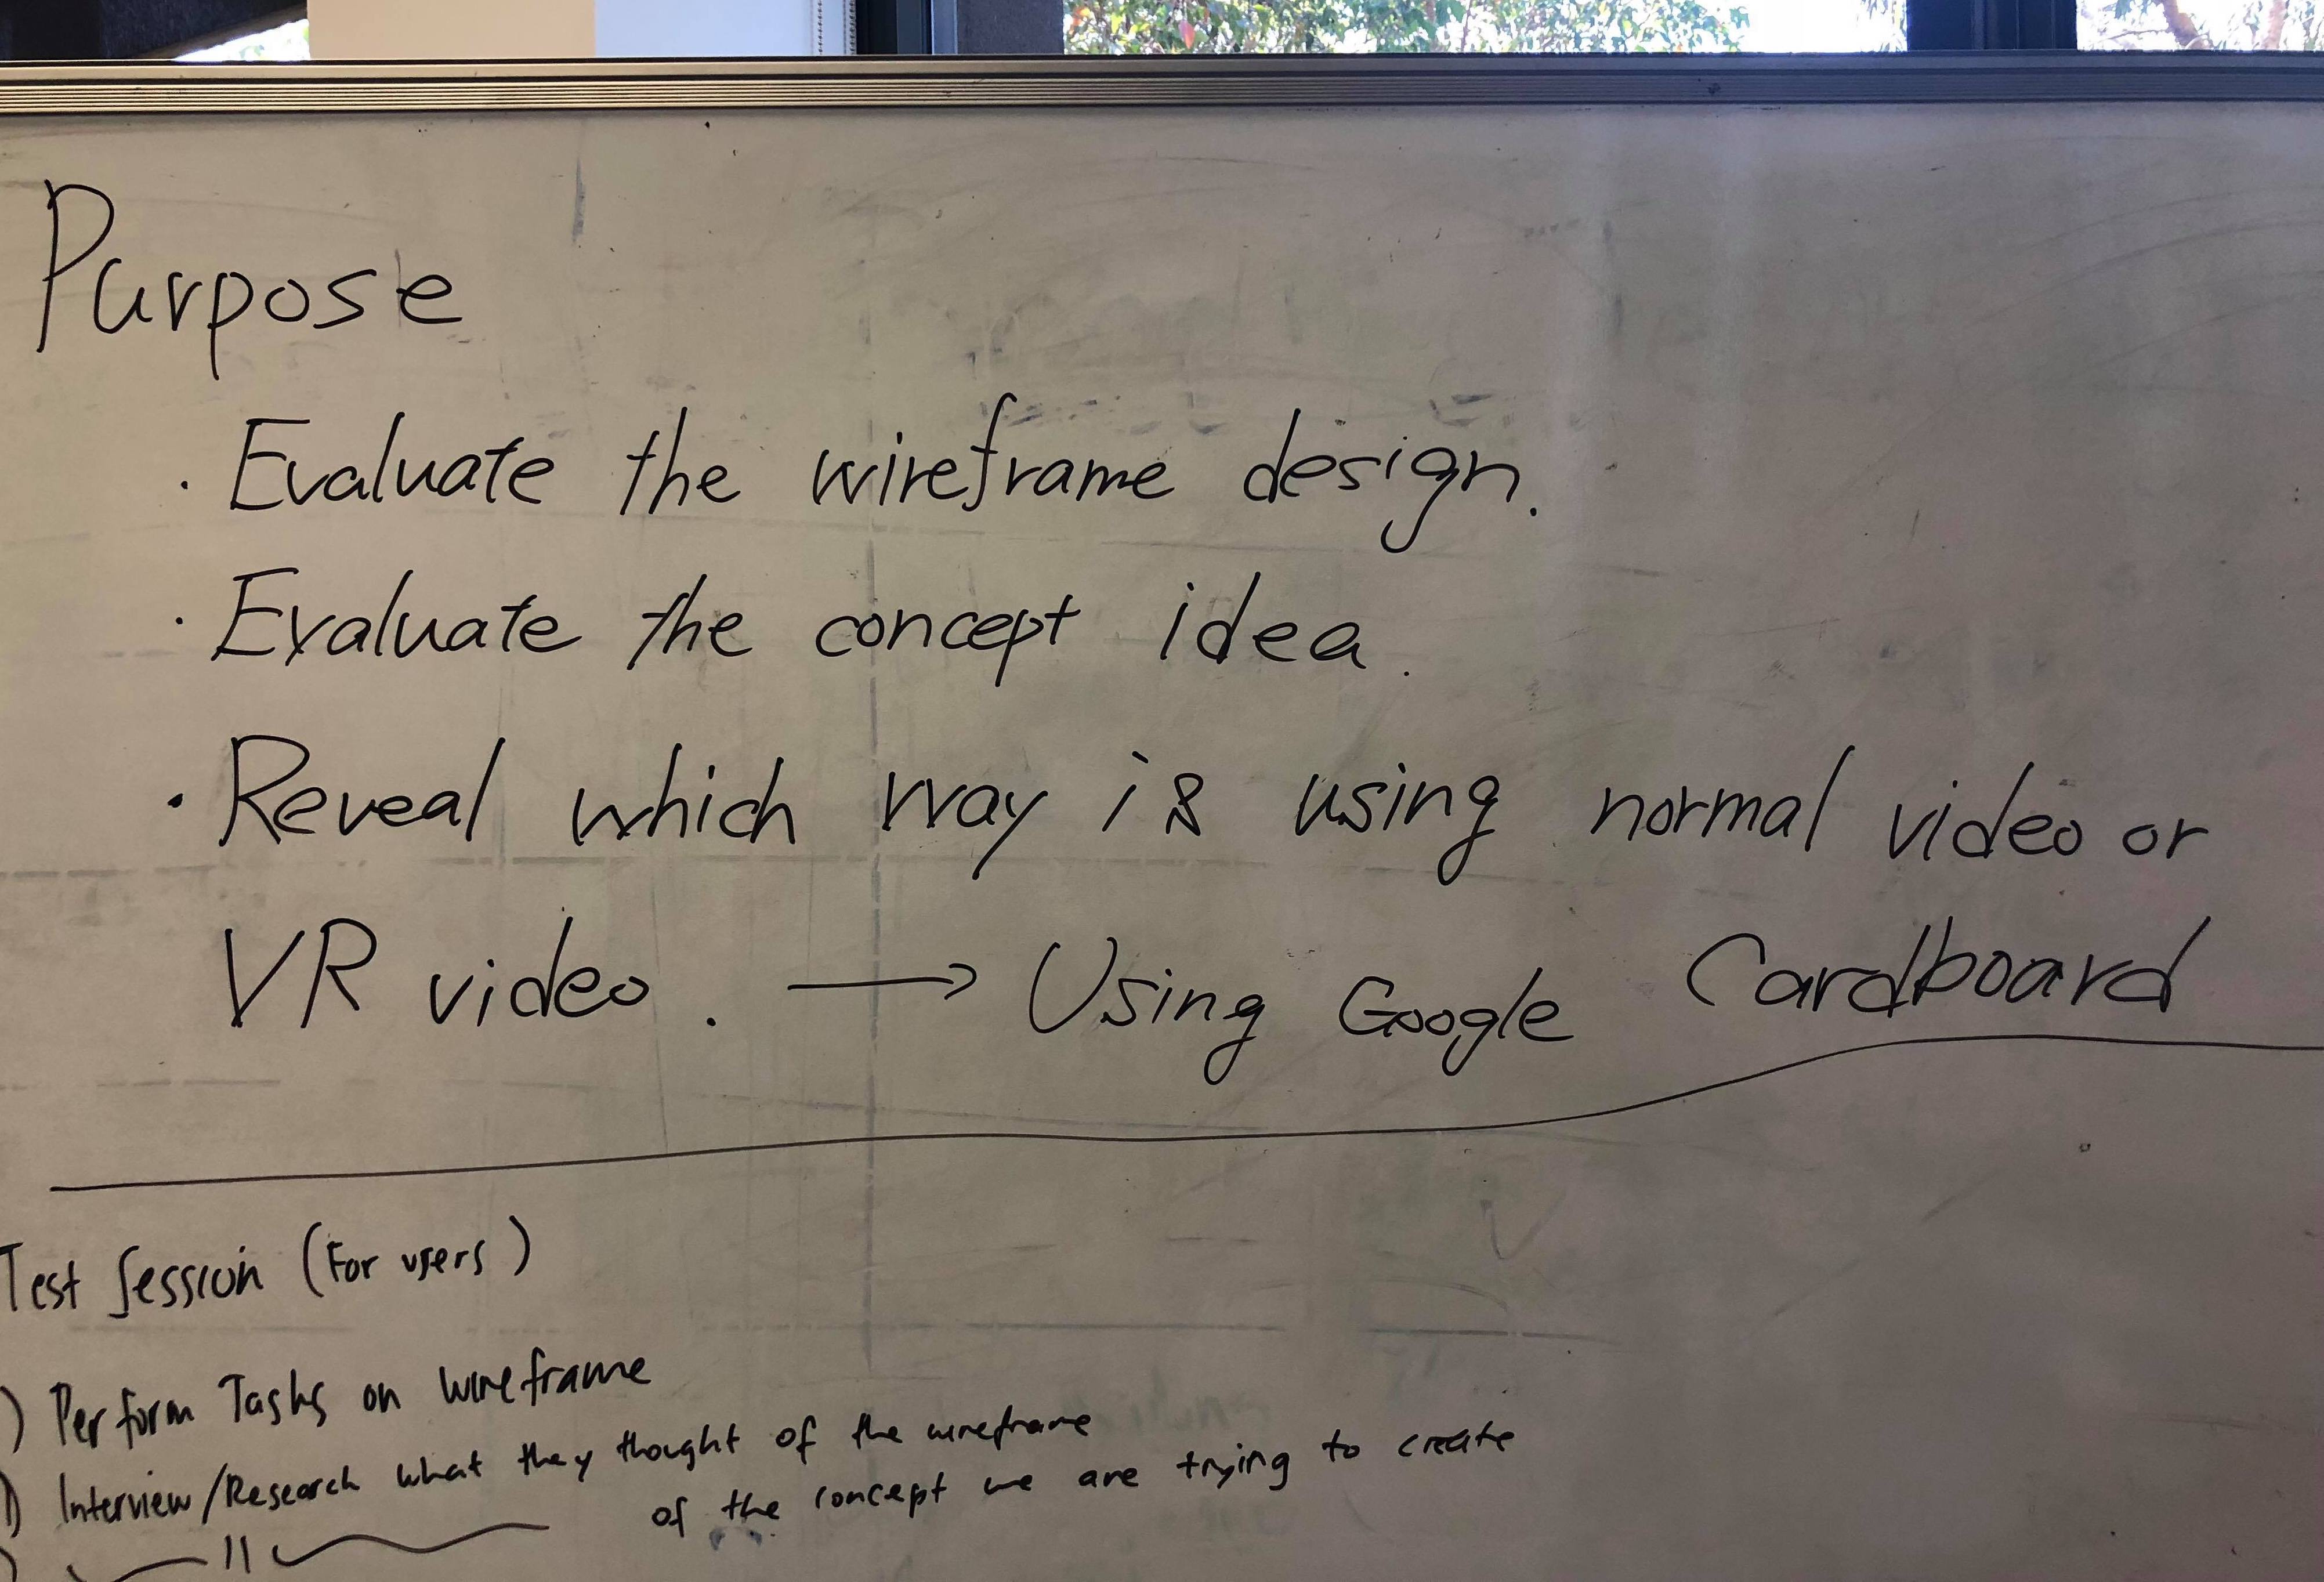 Purpose
· Evaluate the wireframe design.
· Evaluate the concept idea.
· Reveal which way is using normal video or
VR video. → Using Google Cardboard
Test Session (For users)
) Perform Tasks on wireframe
) Interview/Research what they thought of the wireframe
) —— 11 —— of the concept we are trying to create